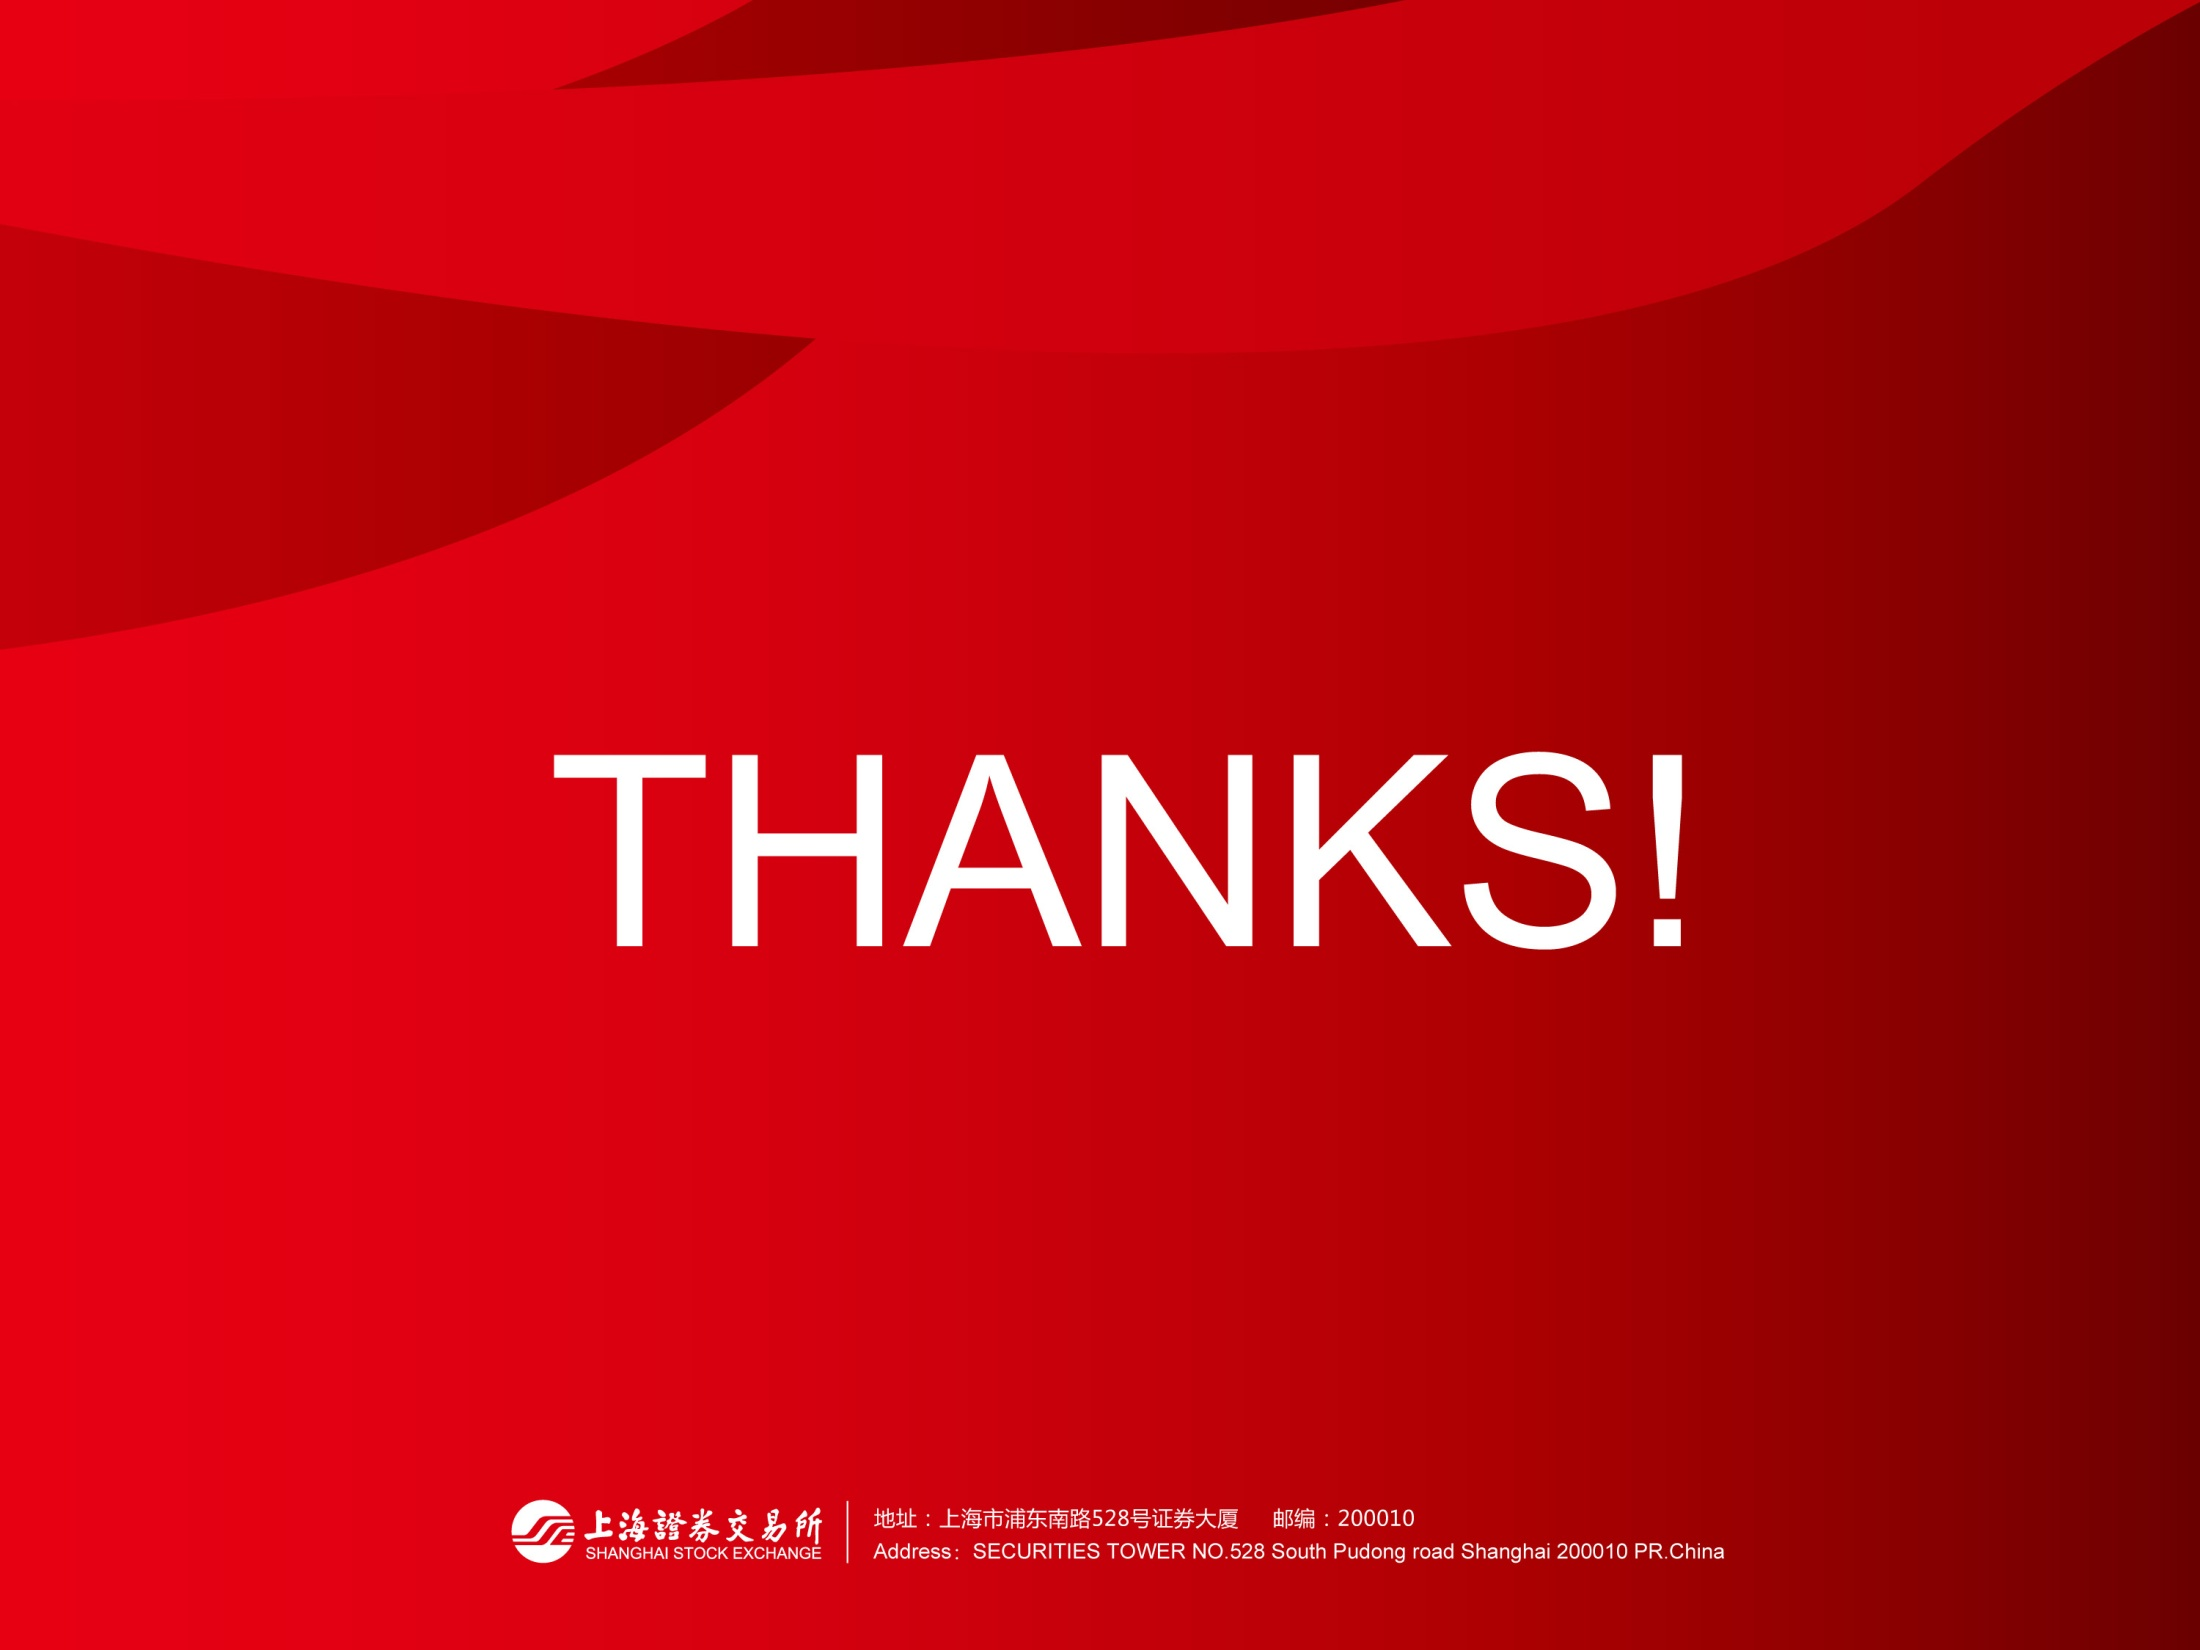 THANKS!
上海證券交易所
SHANGHAI STOCK EXCHANGE
地址：上海市浦东南路528号证券大厦 邮编：200010
Address: SECURITIES TOWER NO.528 South Pudong road Shanghai 200010 PR.China